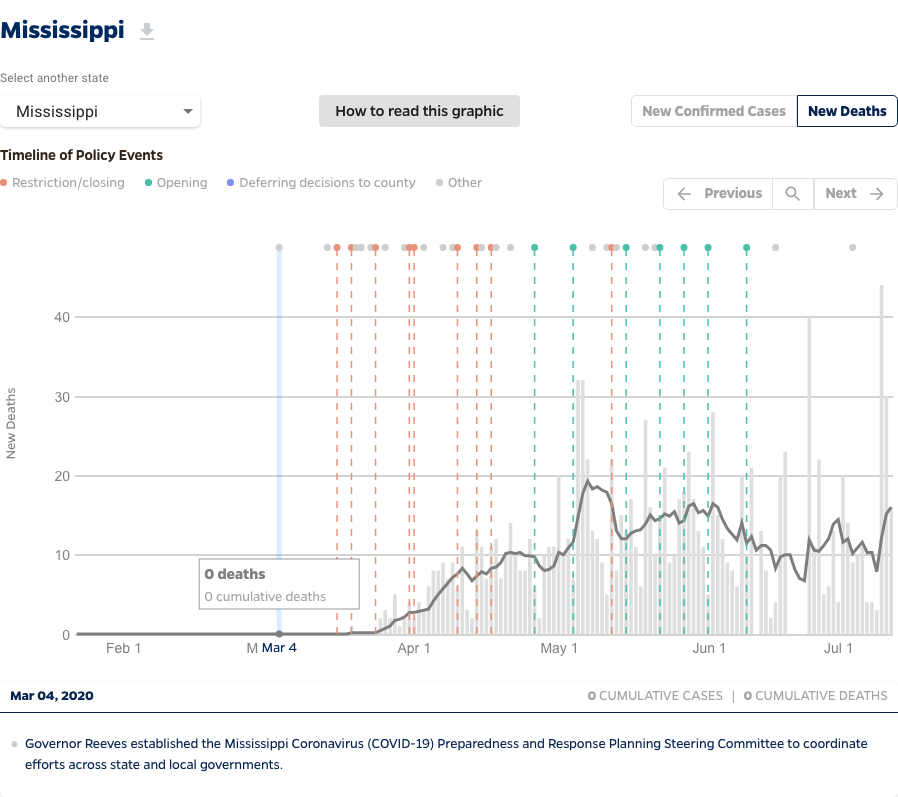 Mississippi
Select another state
Mississippi
How to read this graphic
New Confirmed Cases
New Deaths
Timeline of Policy Events
Restriction/closing
Opening
Deferring decisions to county
Other
Previous
Next
New Deaths
40
30
20
10
0
0 deaths
0 cumulative deaths
Feb 1
M
Mar 4
Apr 1
May 1
Jun 1
Jul 1
Mar 04, 2020
0 CUMULATIVE CASES | 0 CUMULATIVE DEATHS
Governor Reeves established the Mississippi Coronavirus (COVID-19) Preparedness and Response Planning Steering Committee to coordinate
efforts across state and local governments.